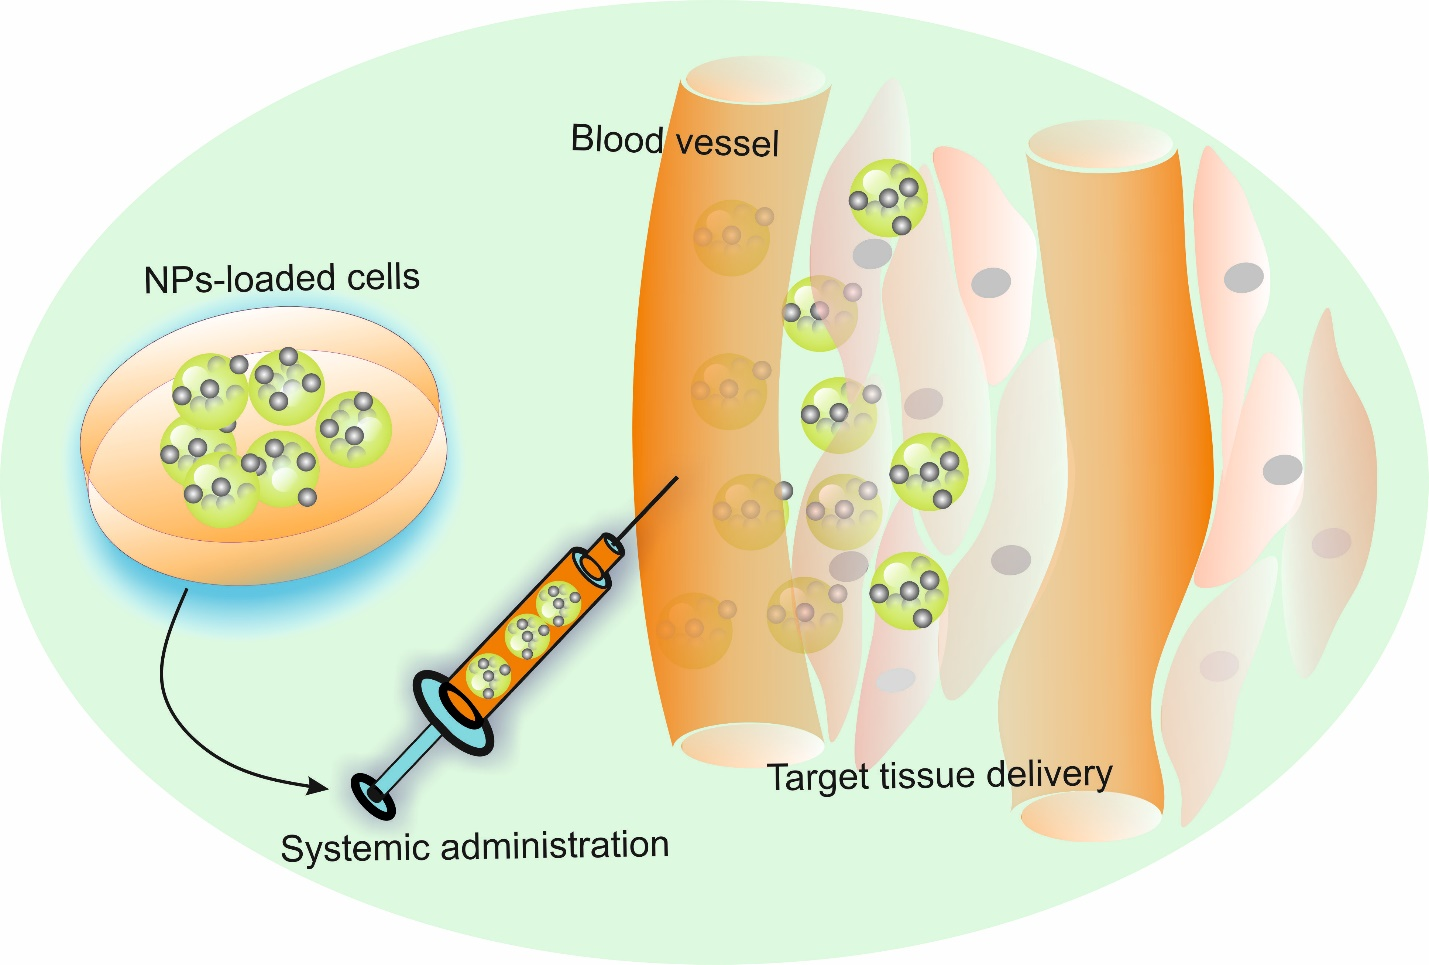 Blood vessel
NPs-loaded cells
Target tissue delivery
Systemic administration